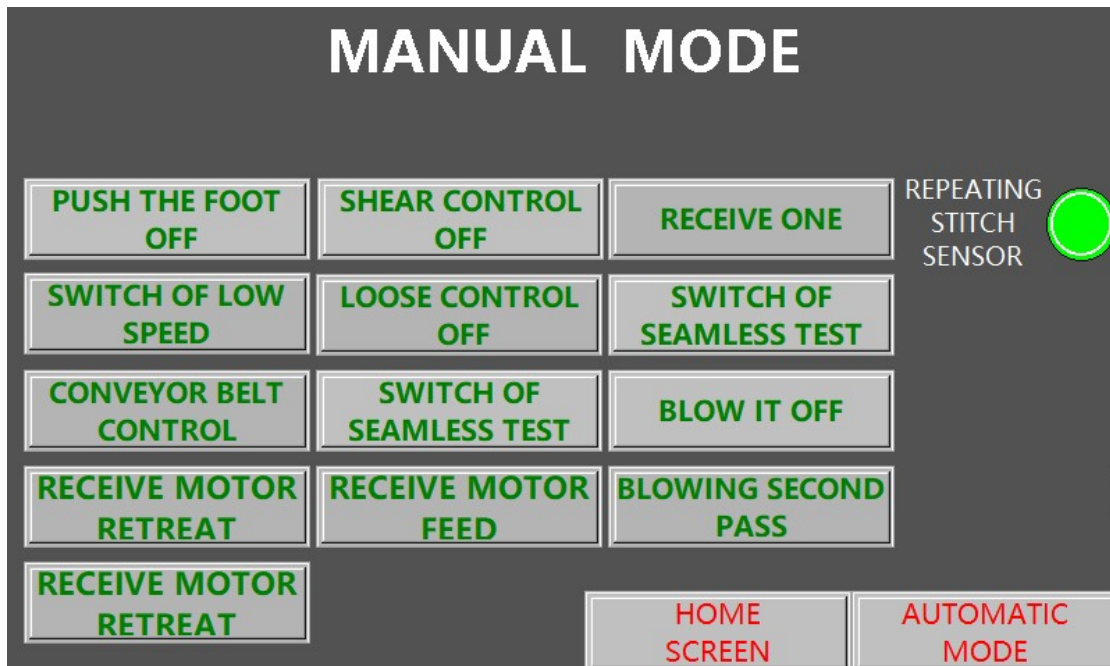 MANUAL MODE
PUSH THE FOOT
OFF
SHEAR CONTROL
OFF
RECEIVE ONE
REPEATING
STITCH
SENSOR
SWITCH OF LOW
SPEED
LOOSE CONTROL
OFF
SWITCH OF
SEAMLESS TEST
CONVEYOR BELT
CONTROL
SWITCH OF
SEAMLESS TEST
BLOW IT OFF
RECEIVE MOTOR
RETREAT
RECEIVE MOTOR
FEED
BLOWING SECOND
PASS
RECEIVE MOTOR
RETREAT
HOME
SCREEN
AUTOMATIC
MODE